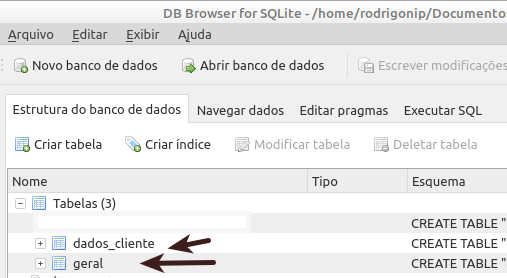 DB Browser for SQLite - /home/rodrigonip/Documentos
Arquivo Editar Exibir Ajuda
Novo banco de dados Abrir banco de dados Escrever modificações
Estrutura do banco de dados Navegar dados Editar pragmas Executar SQL
Criar tabela Criar índice Modificar tabela Deletar tabela
Nome Tipo Esquema
Tabelas (3)
CREATE TABLE "
dados_cliente CREATE TABLE "
geral CREATE TABLE "